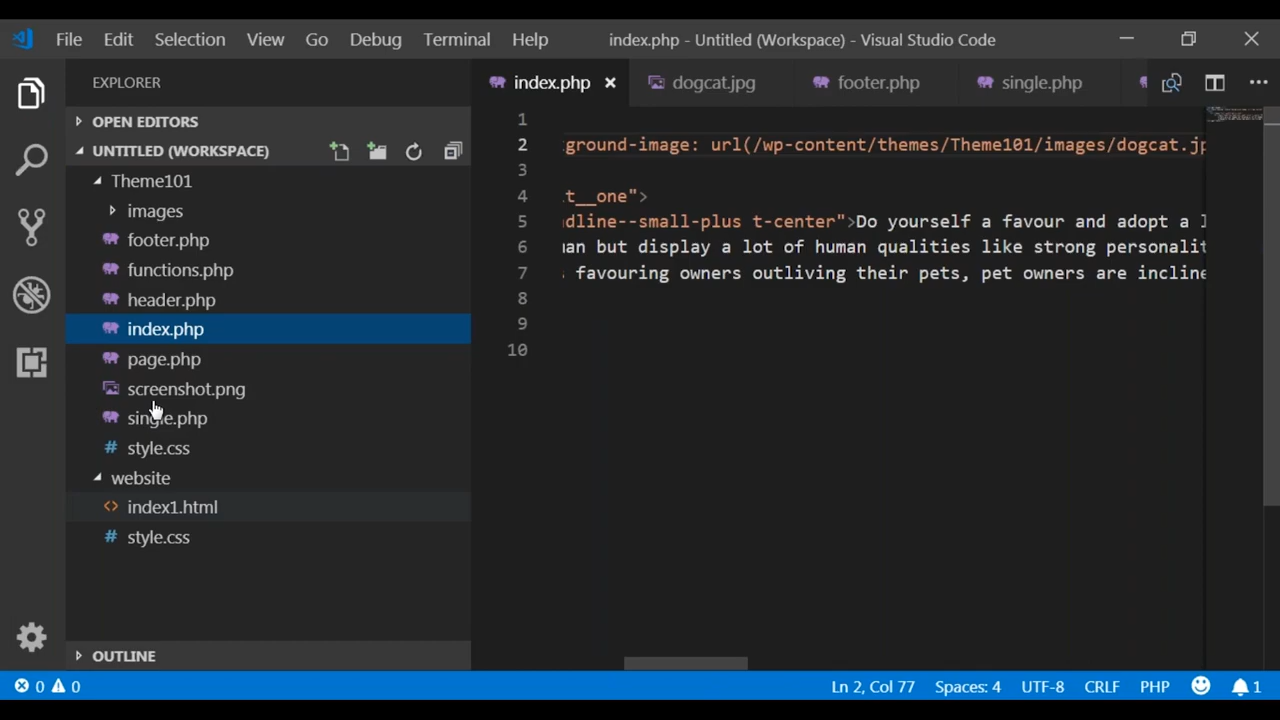 File Edit Selection View Go Debug Terminal Help index.php - Untitled (Workspace) - Visual Studio Code
EXPLORER
OPEN EDITORS
UNTITLED (WORKSPACE)
Theme101
images
footer.php
functions.php
header.php
index.php
page.php
screenshot.png
single.php
style.css
website
index1.html
style.css
OUTLINE
index.php dogcat.jpg footer.php single.php
1
2 ground-image: url(/wp-content/themes/Theme101/images/dogcat.jp
3
4 t__one">
5 dline--small-plus t-center">Do yourself a favour and adopt a l
6 an but display a lot of human qualities like strong personalit
7 s favouring owners outliving their pets, pet owners are incline
8
9
10
0 0 Ln 2, Col 77 Spaces: 4 UTF-8 CRLF PHP 1